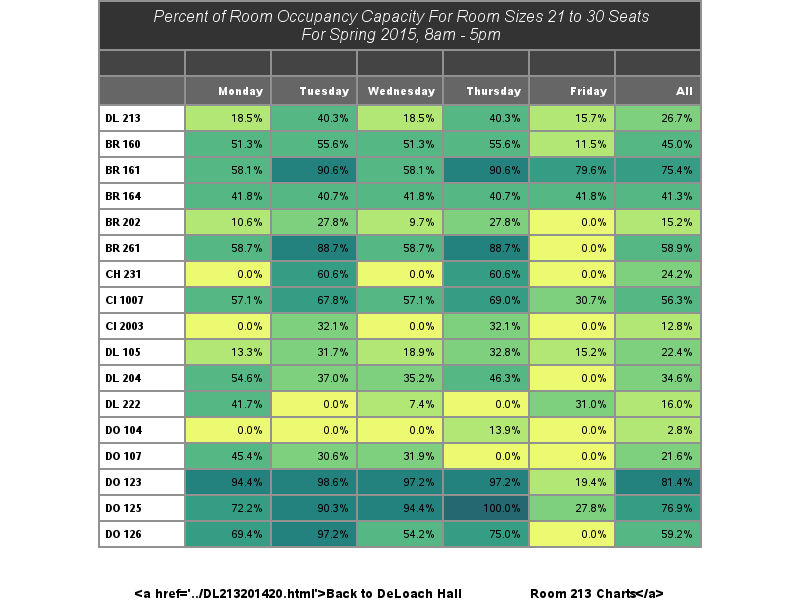 Percent of Room Occupancy Capacity For Room Sizes 21 to 30 Seats
For Spring 2015, 8am - 5pm
Monday Tuesday Wednesday Thursday Friday All
DL 213 18.5% 40.3% 18.5% 40.3% 15.7% 26.7%
BR 160 51.3% 55.6% 51.3% 55.6% 11.5% 45.0%
BR 161 58.1% 90.6% 58.1% 90.6% 79.6% 75.4%
BR 164 41.8% 40.7% 41.8% 40.7% 41.8% 41.3%
BR 202 10.6% 27.8% 9.7% 27.8% 0.0% 15.2%
BR 261 58.7% 88.7% 58.7% 88.7% 0.0% 58.9%
CH 231 0.0% 60.6% 0.0% 60.6% 0.0% 24.2%
CI 1007 57.1% 67.8% 57.1% 69.0% 30.7% 56.3%
CI 2003 0.0% 32.1% 0.0% 32.1% 0.0% 12.8%
DL 105 13.3% 31.7% 18.9% 32.8% 15.2% 22.4%
DL 204 54.6% 37.0% 35.2% 46.3% 0.0% 34.6%
DL 222 41.7% 0.0% 7.4% 0.0% 31.0% 16.0%
DO 104 0.0% 0.0% 0.0% 13.9% 0.0% 2.8%
DO 107 45.4% 30.6% 31.9% 0.0% 0.0% 21.6%
DO 123 94.4% 98.6% 97.2% 97.2% 19.4% 81.4%
DO 125 72.2% 90.3% 94.4% 100.0% 27.8% 76.9%
DO 126 69.4% 97.2% 54.2% 75.0% 0.0% 59.2%
<a href='../DL213201420.html'>Back to DeLoach Hall Room 213 Charts</a>